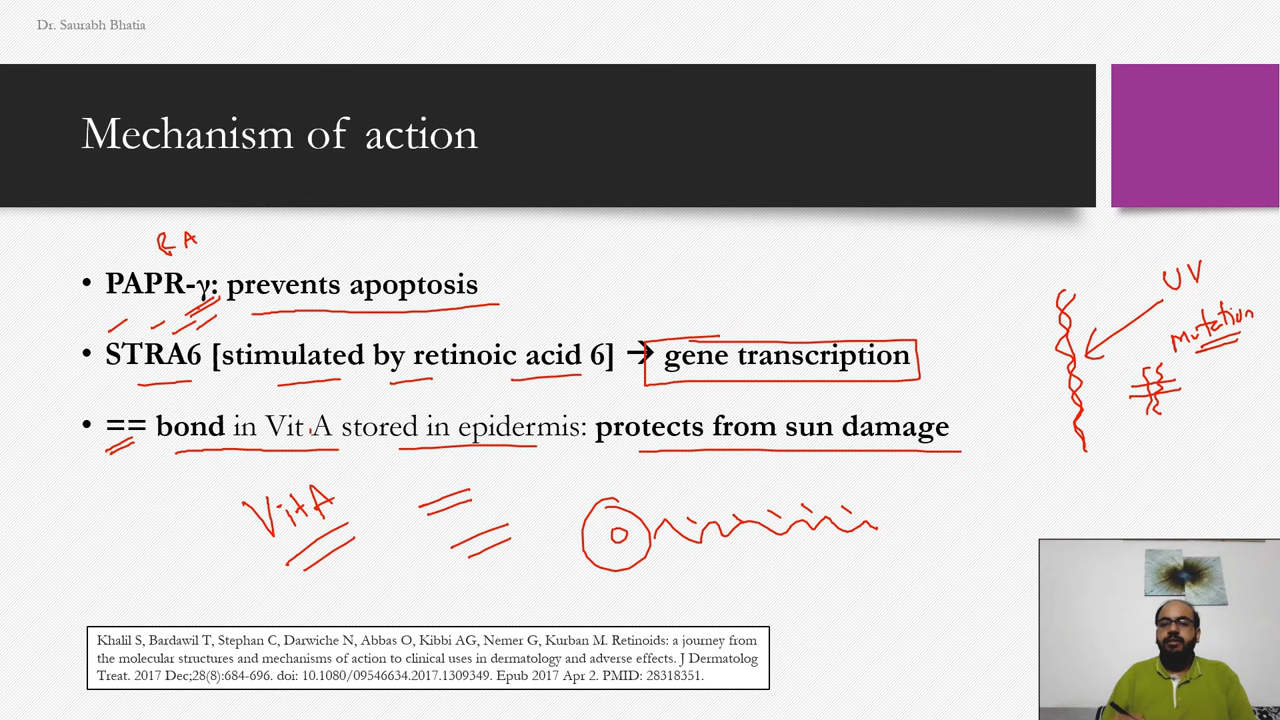 Dr. Saurabh Bhatia
Mechanism of action
RA
• PAPR-γ: prevents apoptosis
• STRA6 [stimulated by retinoic acid 6] → gene transcription
• == bond in Vit A stored in epidermis: protects from sun damage
UV
Mutation
Vit A
Khalil S, Bardawil T, Stephan C, Darwiche N, Abbas O, Kibbi AG, Nemer G, Kurban M. Retinoids: a journey from
the molecular structures and mechanisms of action to clinical uses in dermatology and adverse effects. J Dermatolog
Treat. 2017 Dec;28(8):684-696. doi: 10.1080/09546634.2017.1309349. Epub 2017 Apr 2. PMID: 28318351.